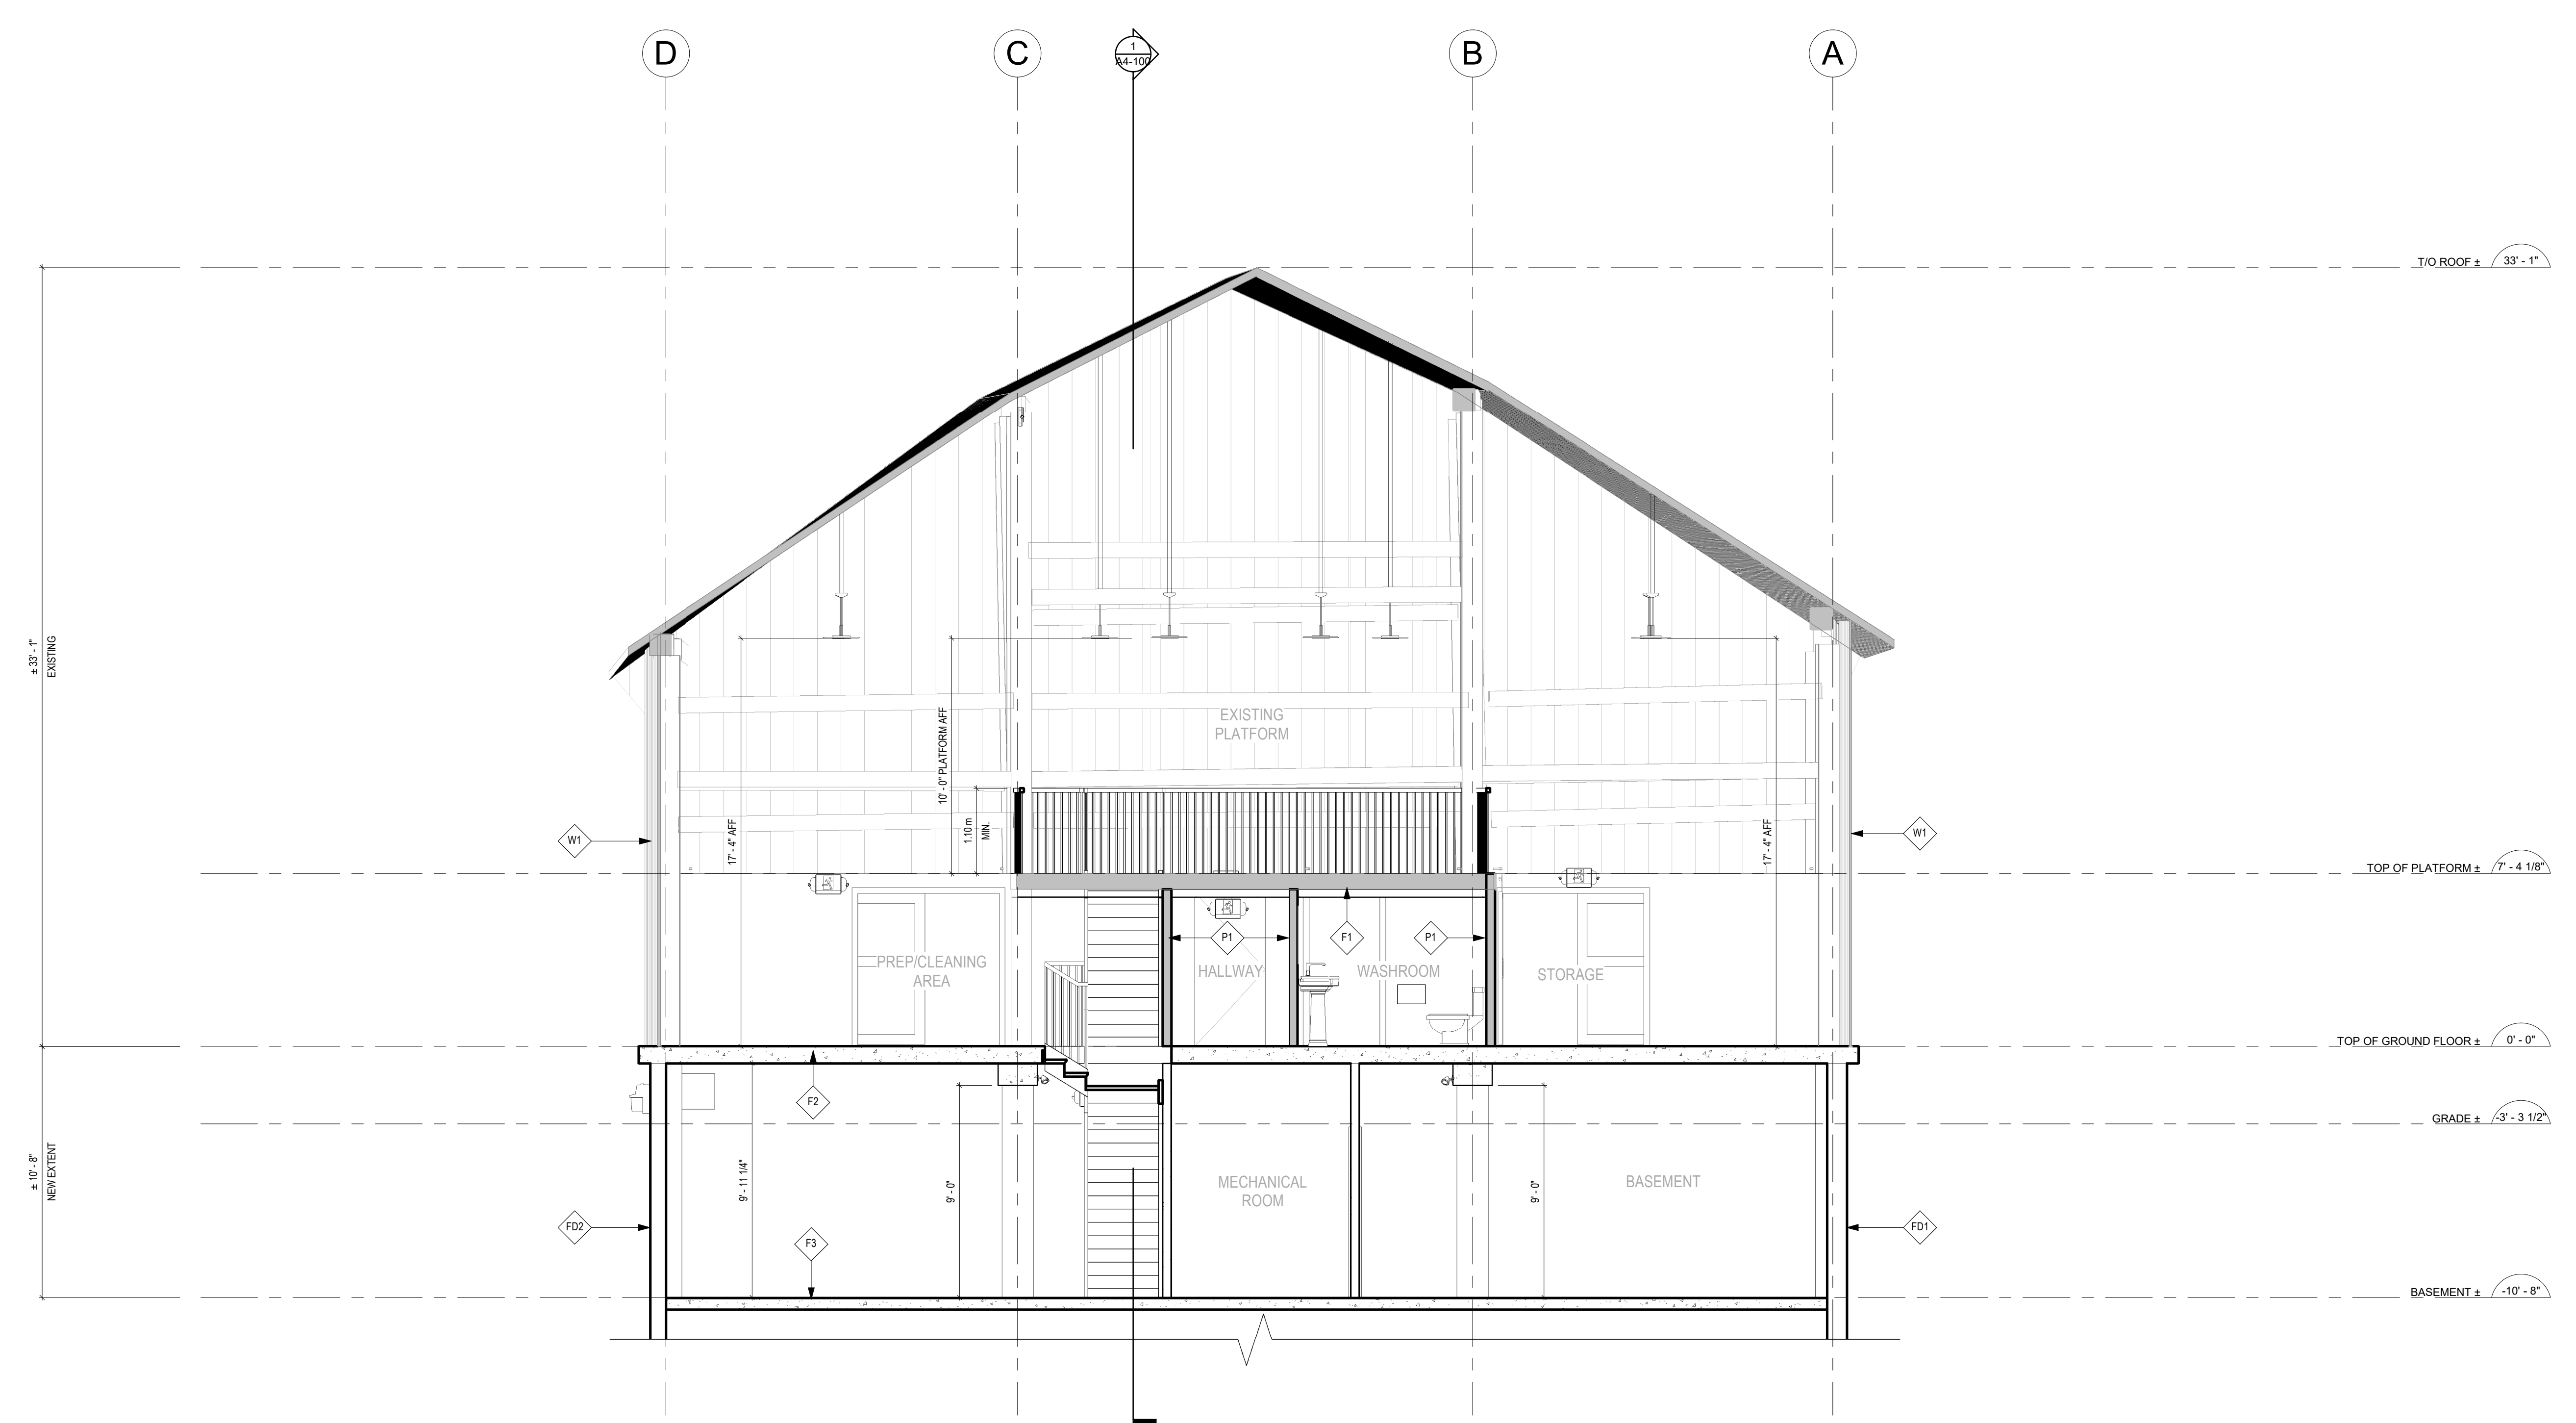 D
C
1
A4-100
B
A
T/O ROOF ± 33' - 1"
± 33' - 1"
EXISTING
EXISTING
PLATFORM
10' - 0" PLATFORM AFF
1.10 m
MIN.
17' - 4" AFF
17' - 4" AFF
W1
W1
TOP OF PLATFORM ± 7' - 4 1/8"
P1
F1
P1
PREP/CLEANING
AREA
HALLWAY
WASHROOM
STORAGE
TOP OF GROUND FLOOR ± 0' - 0"
F2
GRADE ± -3' - 3 1/2"
± 10' - 8"
NEW EXTENT
9' - 11 1/4"
9' - 0"
9' - 0"
MECHANICAL
ROOM
BASEMENT
FD2
F3
FD1
BASEMENT ± -10' - 8"